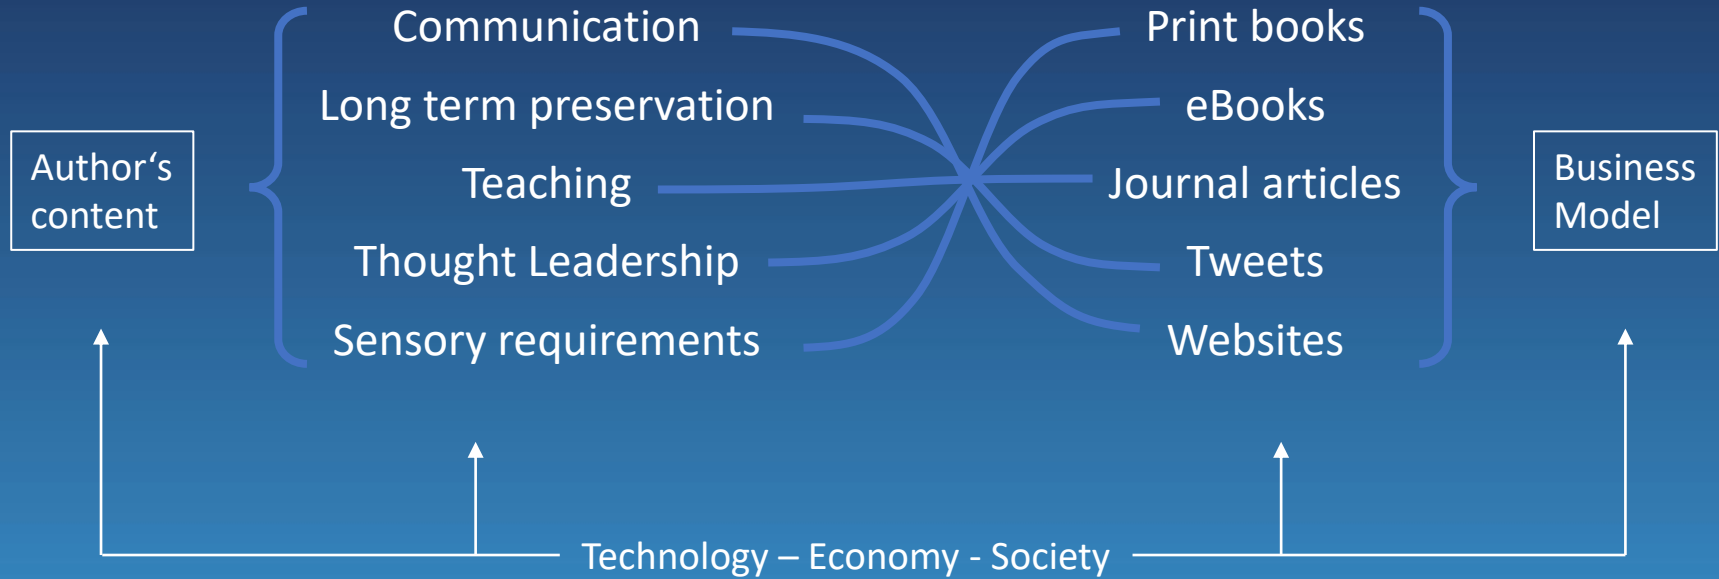 Author‘s
content
Communication
Long term preservation
Teaching
Thought Leadership
Sensory requirements
Print books
eBooks
Journal articles
Tweets
Websites
Business
Model
Technology – Economy - Society